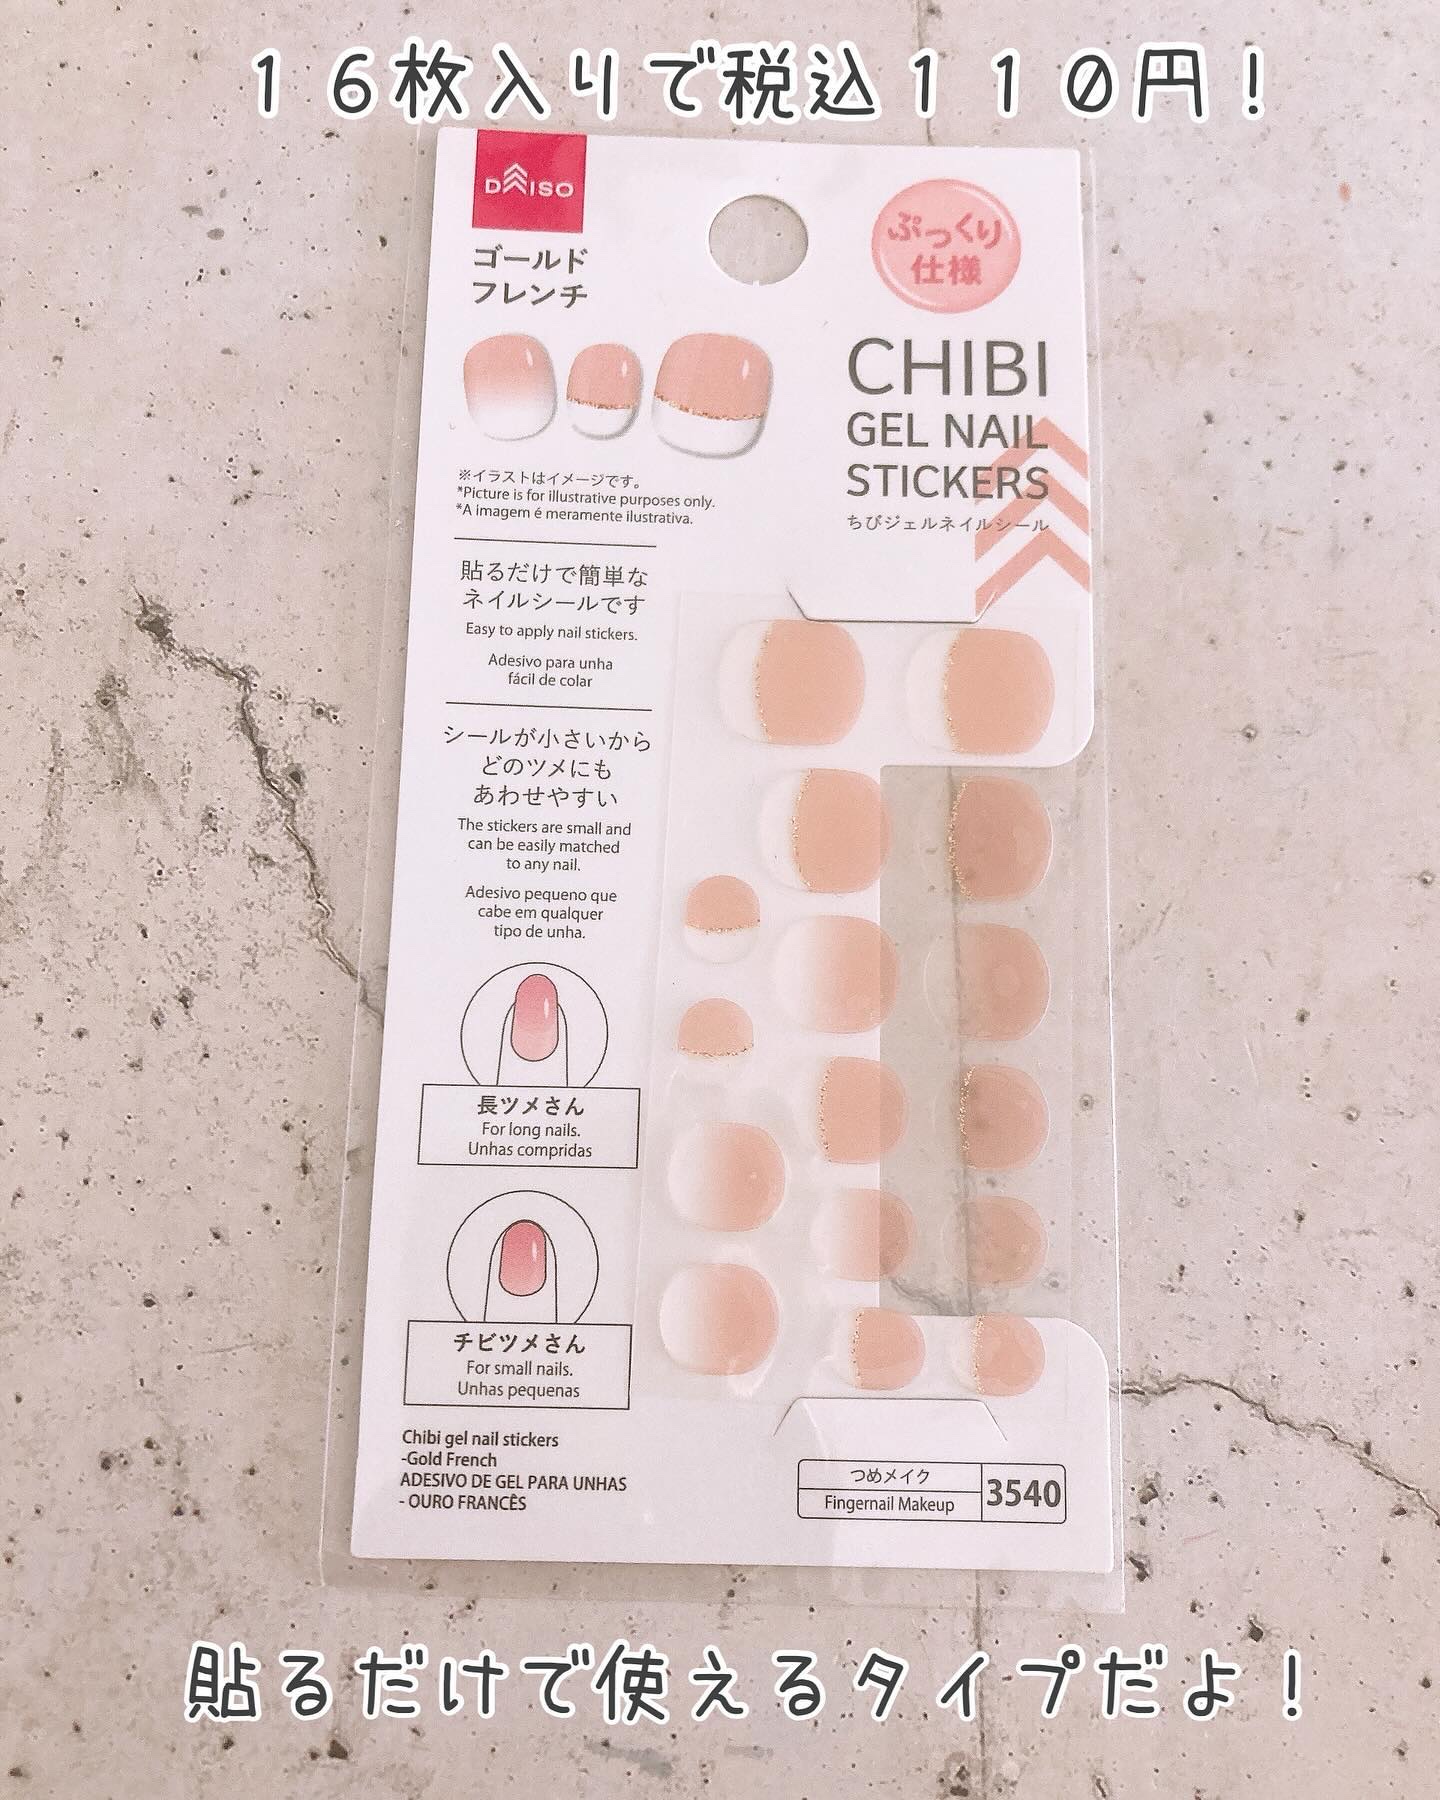 16枚入りで税込110円！
DAISO
ゴールド
フレンチ
ぷっくり
仕様
CHIBI
GEL NAIL
STICKERS
ちびジェルネイルシール
※イラストはイメージです。
*Picture is for illustrative purposes only.
*A imagem é meramente ilustrativa.
貼るだけで簡単な
ネイルシールです
Easy to apply nail stickers.
Adesivo para unha
fácil de colar
シールが小さいから
どのツメにも
あわせやすい
The stickers are small and
can be easily matched
to any nail.
Adesivo pequeno que
cabe em qualquer
tipo de unha.
長ツメさん
For long nails.
Unhas compridas
チビツメさん
For small nails.
Unhas pequenas
Chibi gel nail stickers
-Gold French
ADESIVO DE GEL PARA UNHAS
- OURO FRANCÊS
つめメイク
Fingernail Makeup
3540
貼るだけで使えるタイプだよ！